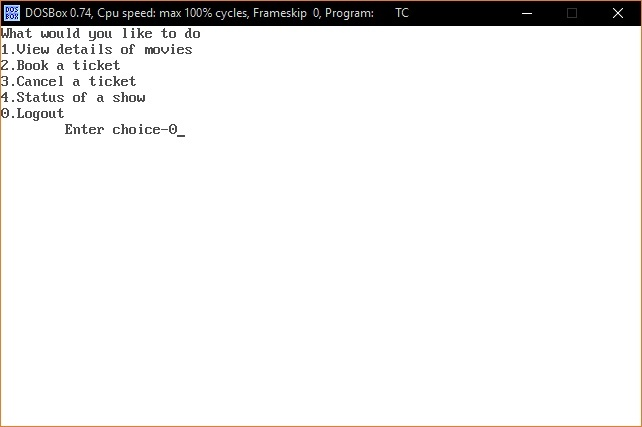 DOS BOX DOSBox 0.74, Cpu speed: max 100% cycles, Frameskip 0, Program: TC
What would you like to do
1.View details of movies
2.Book a ticket
3.Cancel a ticket
4.Status of a show
0.Logout
Enter choice-0_